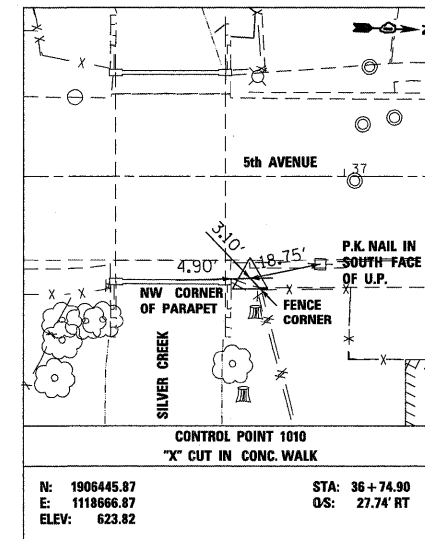 5th AVENUE
37
3.10'
18.75'
4.90'
P.K. NAIL IN
SOUTH FACE
OF U.P.
NW CORNER
OF PARAPET
FENCE
CORNER
SILVER CREEK
CONTROL POINT 1010
"X" CUT IN CONC. WALK
N: 1906445.87
E: 1118666.87
ELEV: 623.82
STA: 36+74.90
O/S: 27.74' RT